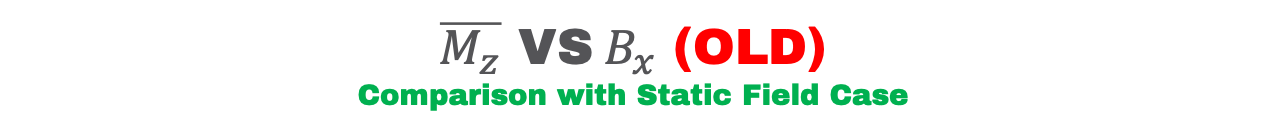 $\overline{M_z}$ VS $B_x$ (OLD)
Comparison with Static Field Case